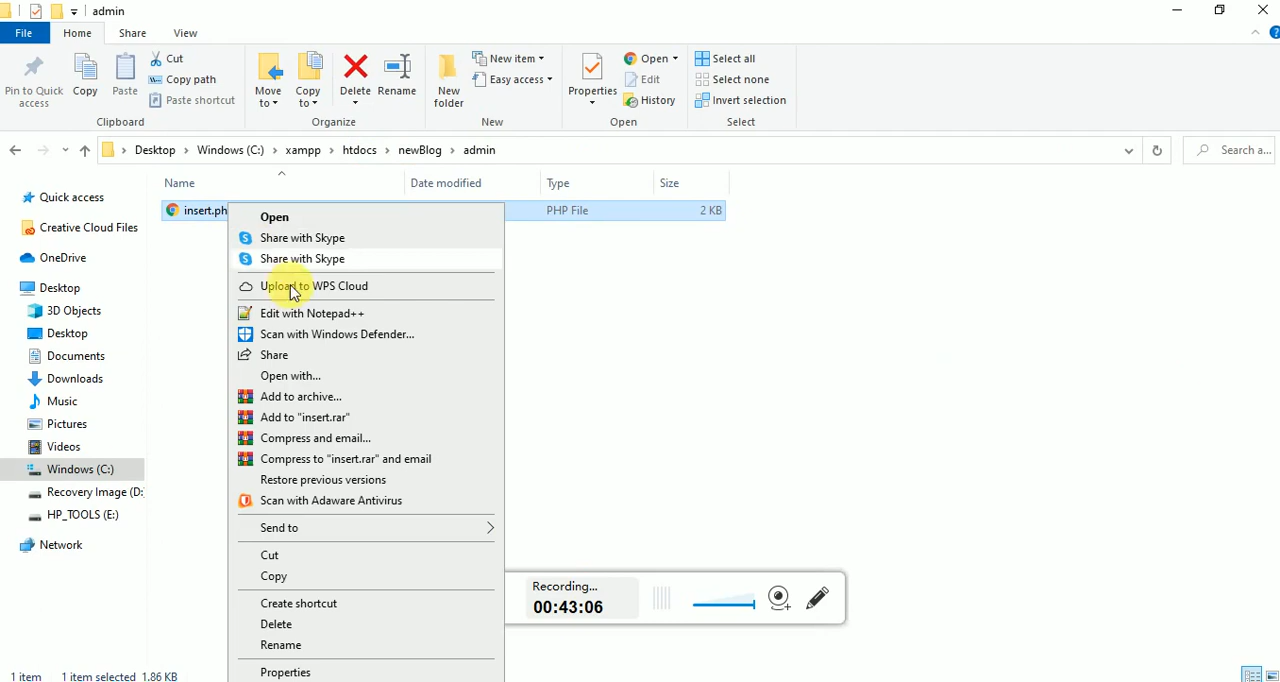 admin
File
Home
Share
View
Pin to Quick access
Copy
Paste
Cut
Copy path
Paste shortcut
Clipboard
Move to
Copy to
Delete
Rename
Organize
New folder
New item
Easy access
New
Properties
Open
Edit
History
Open
Select all
Select none
Invert selection
Select
Desktop > Windows (C:) > xampp > htdocs > newBlog > admin
Search a...
Name
Date modified
Type
Size
insert.ph
PHP File
2 KB
Quick access
Creative Cloud Files
OneDrive
Desktop
3D Objects
Desktop
Documents
Downloads
Music
Pictures
Videos
Windows (C:)
Recovery Image (D:
HP_TOOLS (E:)
Network
Open
Share with Skype
Share with Skype
Upload to WPS Cloud
Edit with Notepad++
Scan with Windows Defender...
Share
Open with...
Add to archive...
Add to "insert.rar"
Compress and email...
Compress to "insert.rar" and email
Restore previous versions
Scan with Adaware Antivirus
Send to
Cut
Copy
Create shortcut
Delete
Rename
Properties
Recording...
00:43:06
1 item
1 item selected 1.86 KB